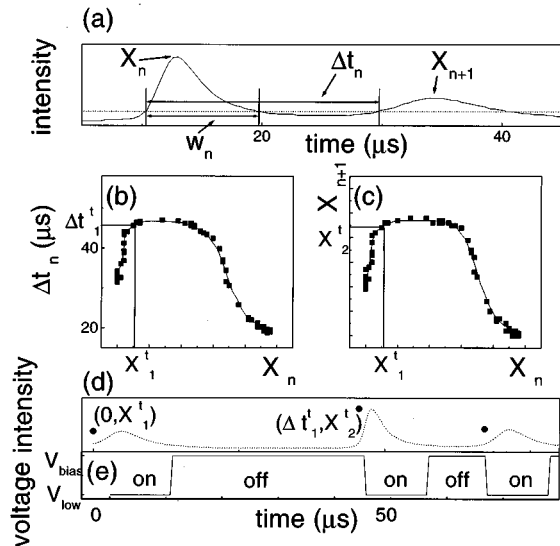 (a)
X_n
Δt_n
X_{n+1}
intensity
w_n
20
40
time (μs)
(b)
Δt^t_1
40
20
Δt_n (μs)
X^t_1
X_n
(c)
X_{n+1}
X^t_2
X^t_1
X_n
(d)
(0,X^t_1)
(Δt^t_1,X^t_2)
voltage intensity
(e)
V_bias
V_low
on
off
on
off
on
0
50
time (μs)